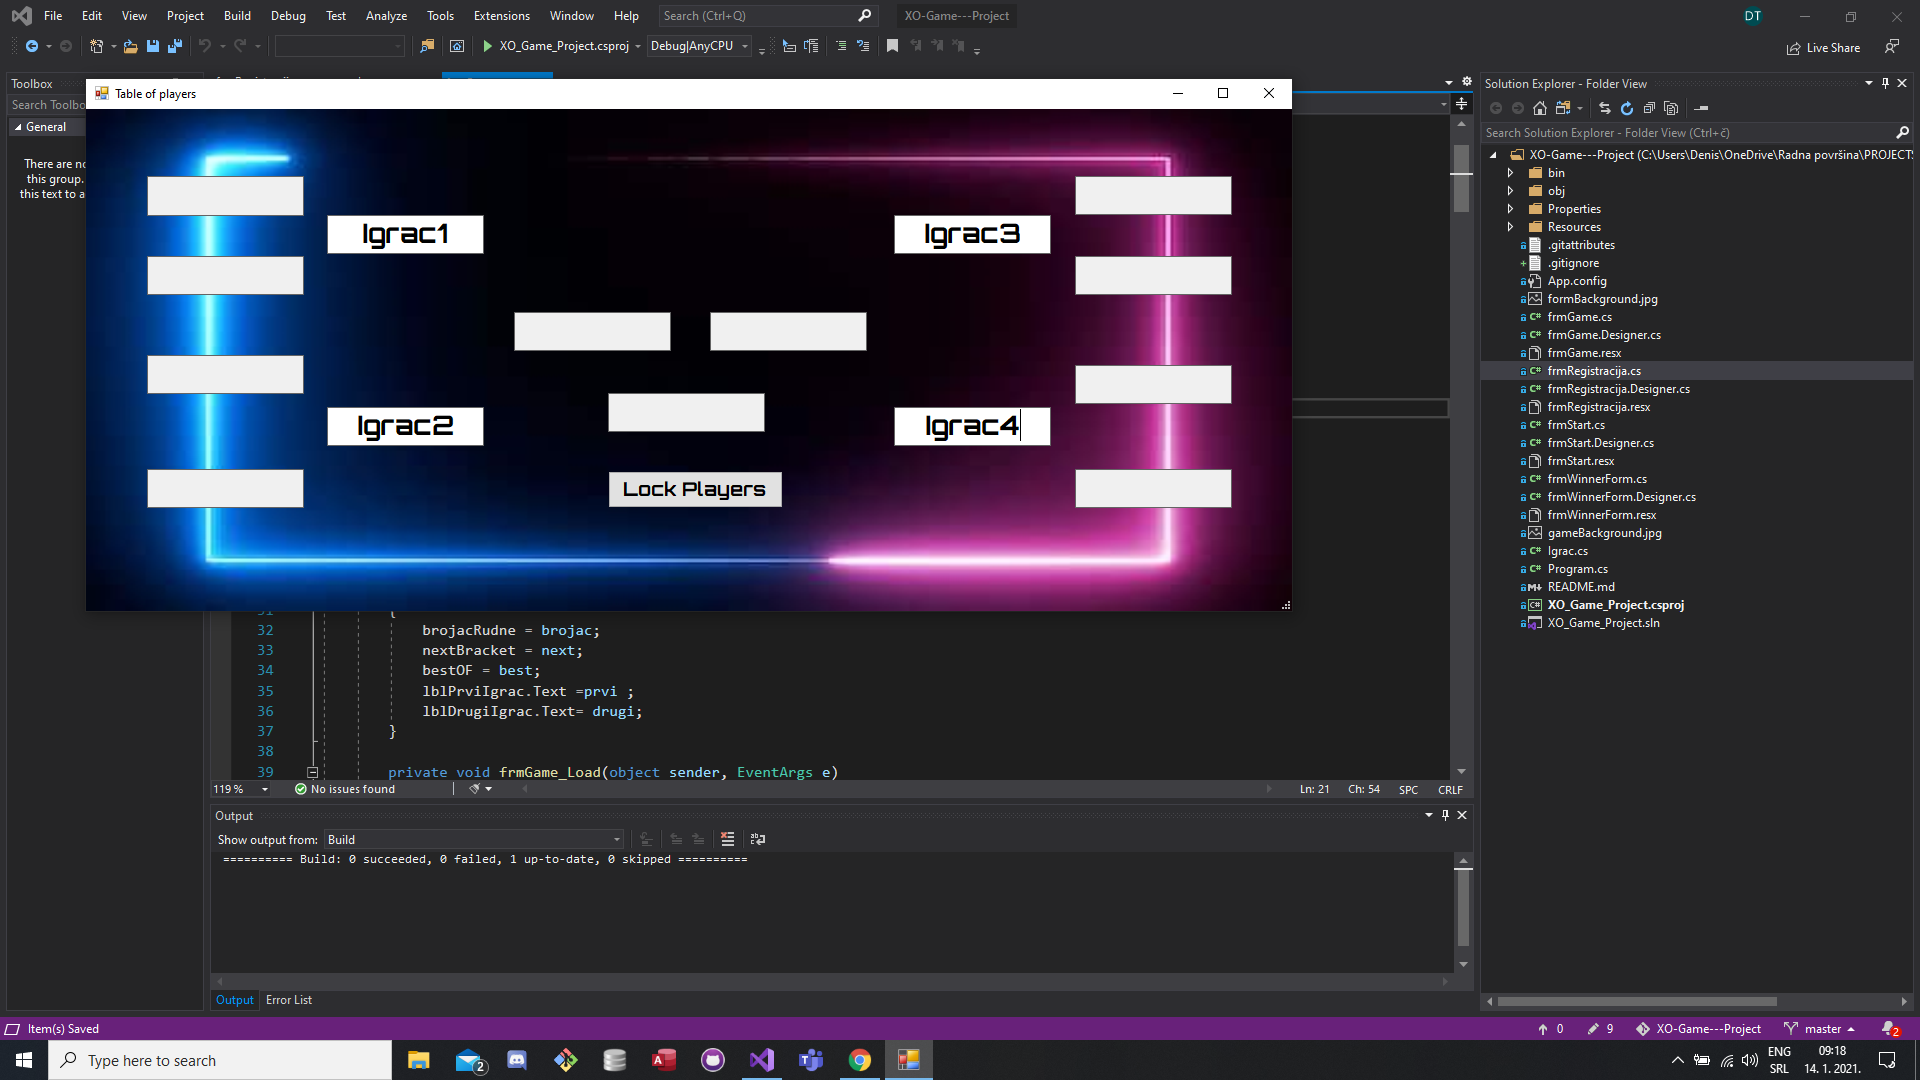 File Edit View Project Build Debug Test Analyze Tools Extensions Window Help Search (Ctrl+Q) XO-Game---Project DT
XO_Game_Project.csproj Debug|AnyCPU Live Share
Toolbox
Search Toolbo
General
There are no
this group.
this text to a
Table of players
Igrac1
Igrac3
Igrac2
Igrac4
Lock Players
32 brojacRudne = brojac;
33 nextBracket = next;
34 bestOF = best;
35 lblPrviIgrac.Text =prvi ;
36 lblDrugiIgrac.Text= drugi;
37 }
38
39 private void frmGame_Load(object sender, EventArgs e)
119 % No issues found Ln: 21 Ch: 54 SPC CRLF
Output
Show output from: Build
========== Build: 0 succeeded, 0 failed, 1 up-to-date, 0 skipped ==========
Output Error List
Solution Explorer - Folder View
Search Solution Explorer - Folder View (Ctrl+č)
XO-Game---Project (C:\Users\Denis\OneDrive\Radna površina\PROJECTS
bin
obj
Properties
Resources
.gitattributes
.gitignore
App.config
formBackground.jpg
frmGame.cs
frmGame.Designer.cs
frmGame.resx
frmRegistracija.cs
frmRegistracija.Designer.cs
frmRegistracija.resx
frmStart.cs
frmStart.Designer.cs
frmStart.resx
frmWinnerForm.cs
frmWinnerForm.Designer.cs
frmWinnerForm.resx
gameBackground.jpg
Igrac.cs
Program.cs
README.md
XO_Game_Project.csproj
XO_Game_Project.sln
Item(s) Saved 0 9 XO-Game---Project master 2
Type here to search 2 ENG 09:18
SRL 14. 1. 2021.